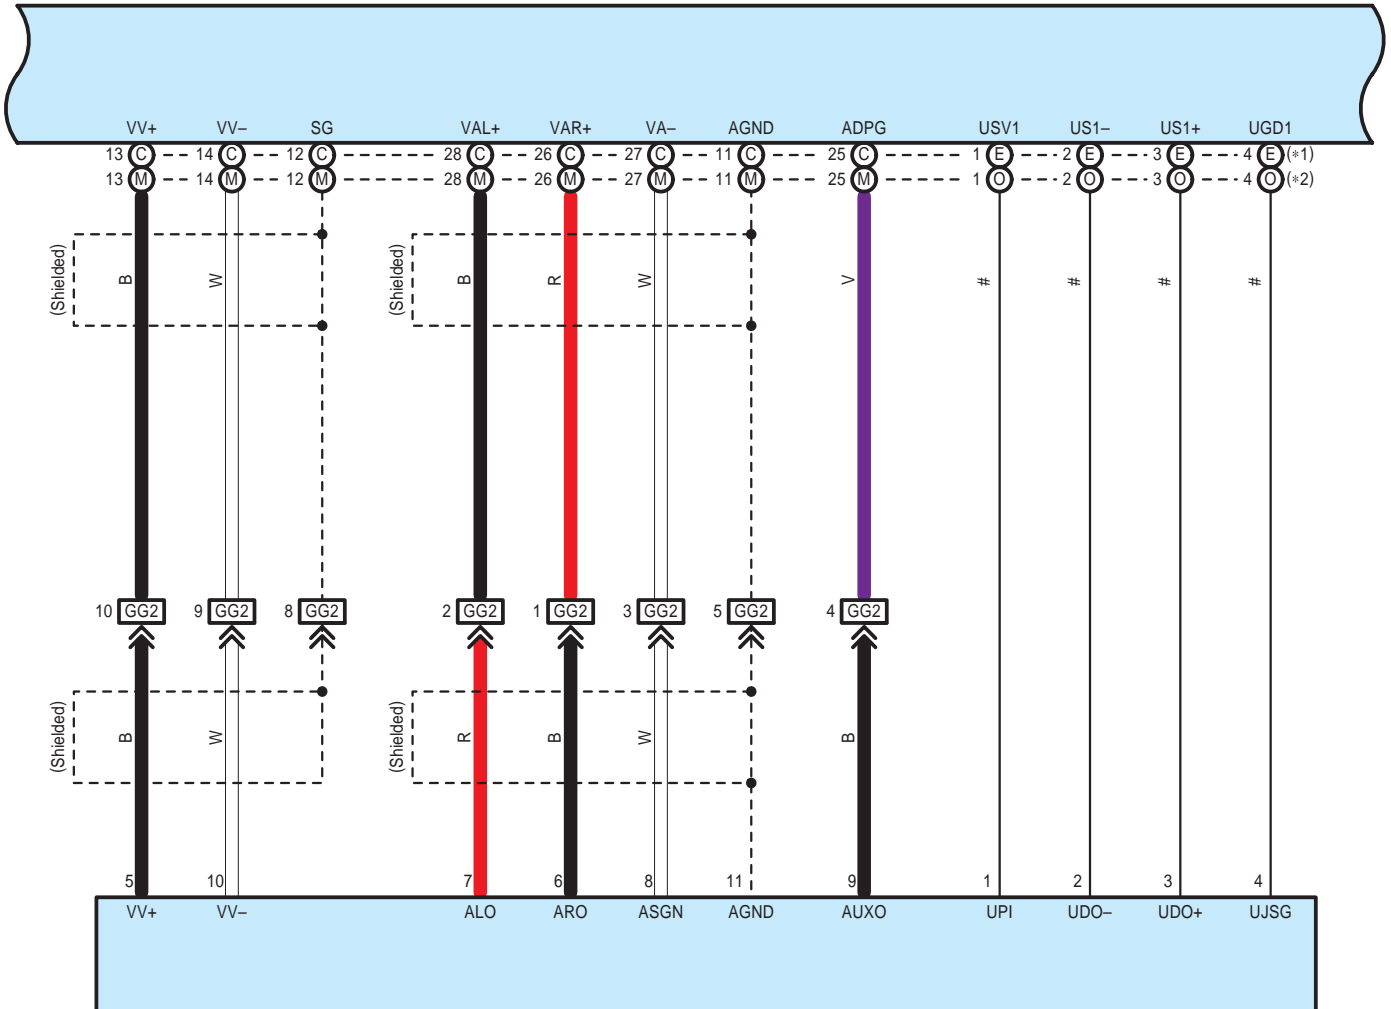 VV+ VV– SG VAL+ VAR+ VA– AGND ADPG USV1 US1– US1+ UGD1
13 C 14 C 12 C 28 C 26 C 27 C 11 C 25 C 1 E 2 E 3 E 4 E (*1)
13 M 14 M 12 M 28 M 26 M 27 M 11 M 25 M 1 O 2 O 3 O 4 O (*2)
(Shielded) B W (Shielded) B R W V # # # #
10 GG2 9 GG2 8 GG2 2 GG2 1 GG2 3 GG2 5 GG2 4 GG2
(Shielded) B W (Shielded) R B W B
5 10 7 6 8 11 9 1 2 3 4
VV+ VV– ALO ARO ASGN AGND AUXO UPI UDO– UDO+ UJSG